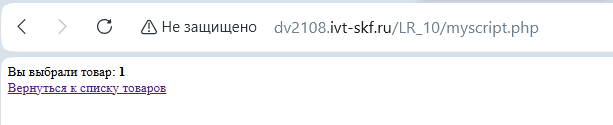 Не защищено dv2108.ivt-skf.ru/LR_10/myscript.php
Вы выбрали товар: 1
Вернуться к списку товаров